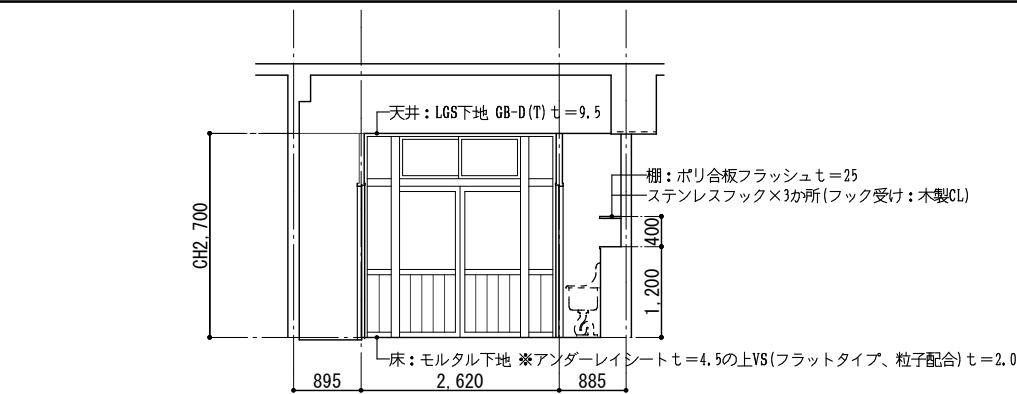 天井：LGS下地 GB-D(T)ｔ＝9.5
棚：ポリ合板フラッシュｔ＝25
ステンレスフック×3か所(フック受け：木製CL)
CH2,700
400
1,200
床：モルタル下地 ※アンダーレイシートｔ＝4.5の上VS(フラットタイプ、粒子配合)ｔ＝2.0
895
2,620
885